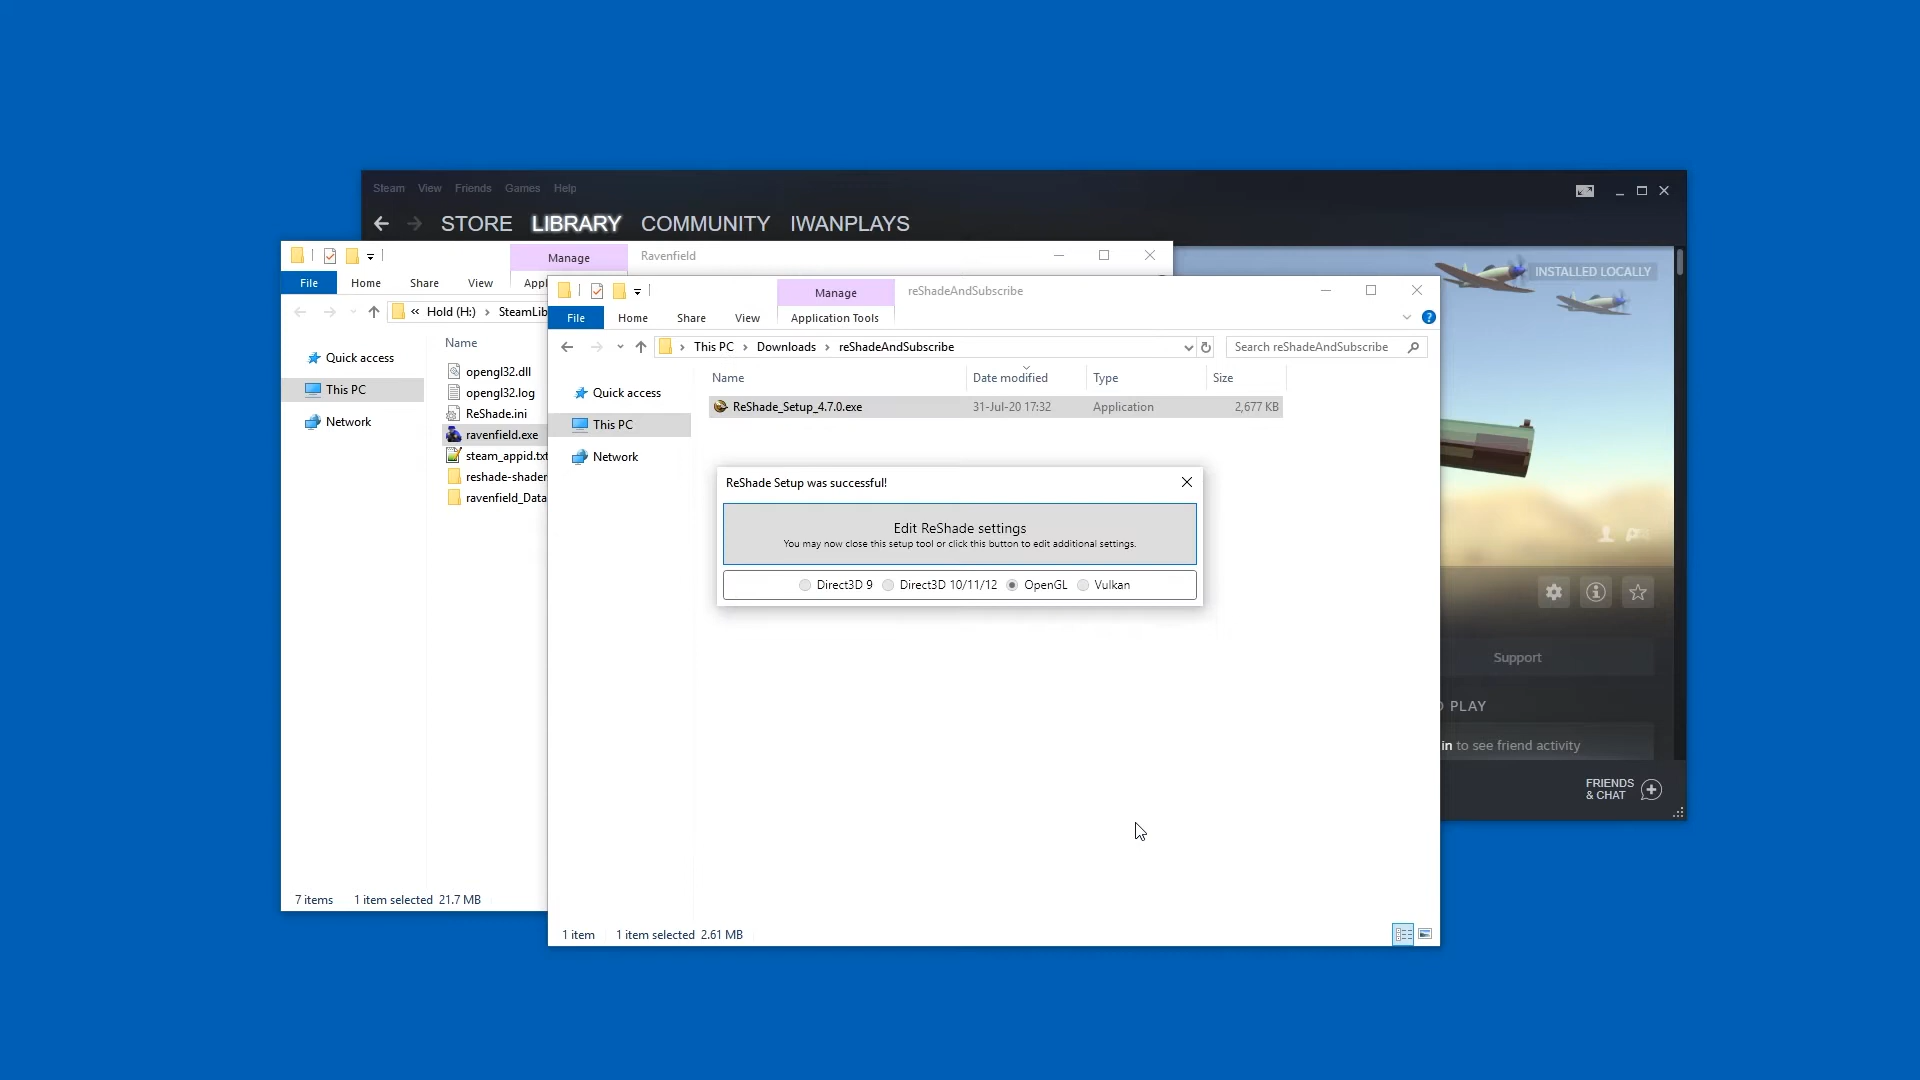 Steam View Friends Games Help
STORE LIBRARY COMMUNITY IWANPLAYS
Manage Ravenfield
File Home Share View Appl
« Hold (H:) › SteamLib
Quick access
This PC
Network
Name
opengl32.dll
opengl32.log
ReShade.ini
ravenfield.exe
steam_appid.txt
reshade-shader
ravenfield_Data
7 items 1 item selected 21.7 MB
Manage reShadeAndSubscribe
File Home Share View Application Tools
› This PC › Downloads › reShadeAndSubscribe
Search reShadeAndSubscribe
Quick access
This PC
Network
Name Date modified Type Size
ReShade_Setup_4.7.0.exe 31-Jul-20 17:32 Application 2,677 KB
ReShade Setup was successful!
Edit ReShade settings
You may now close this setup tool or click this button to edit additional settings.
Direct3D 9 Direct3D 10/11/12 OpenGL Vulkan
1 item 1 item selected 2.61 MB
INSTALLED LOCALLY
Support
PLAY
in to see friend activity
FRIENDS
& CHAT